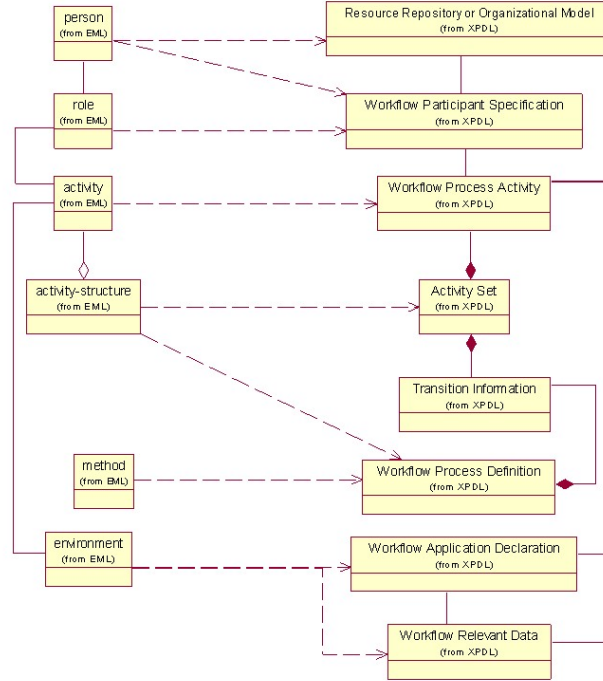 person
(from EML)
Resource Repository or Organizational Model
(from XPDL)
role
(from EML)
Workflow Participant Specification
(from XPDL)
activity
(from EML)
Workflow Process Activity
(from XPDL)
activity-structure
(from EML)
Activity Set
(from XPDL)
Transition Information
(from XPDL)
method
(from EML)
Workflow Process Definition
(from XPDL)
environment
(from EML)
Workflow Application Declaration
(from XPDL)
Workflow Relevant Data
(from XPDL)